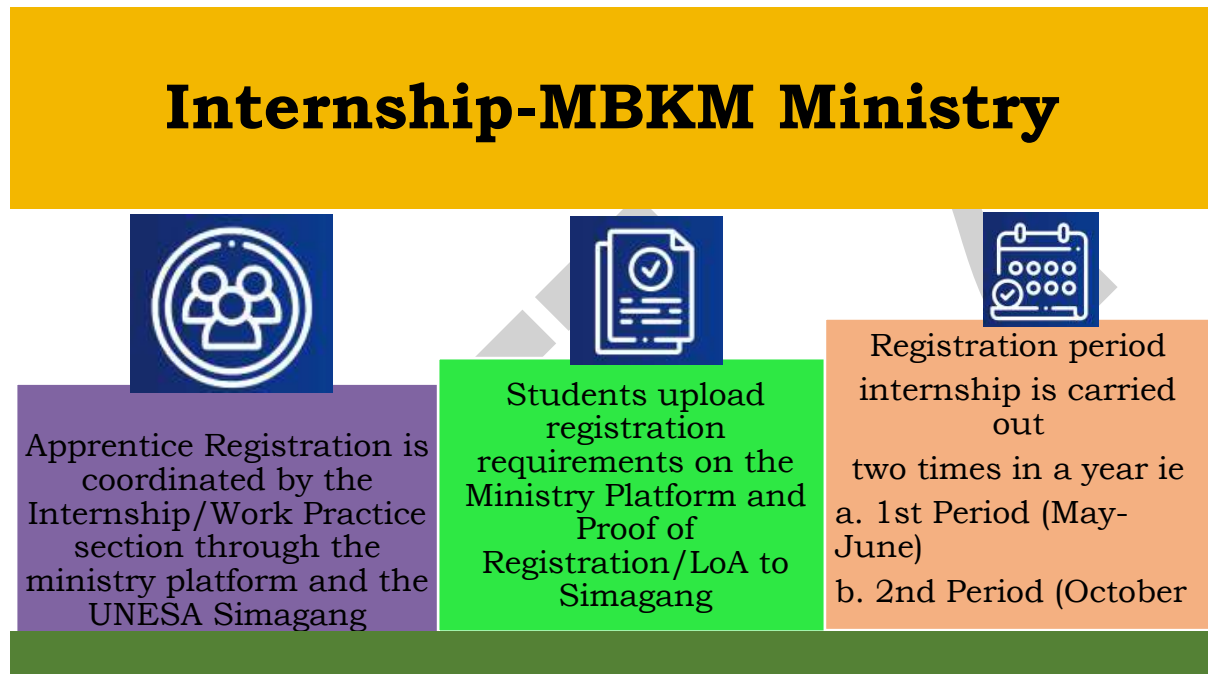 Internship-MBKM Ministry
Apprentice Registration is
coordinated by the
Internship/Work Practice
section through the
ministry platform and the
UNESA Simagang
Students upload
registration
requirements on the
Ministry Platform and
Proof of
Registration/LoA to
Simagang
Registration period
internship is carried
out
two times in a year ie
a. 1st Period (May-
June)
b. 2nd Period (October